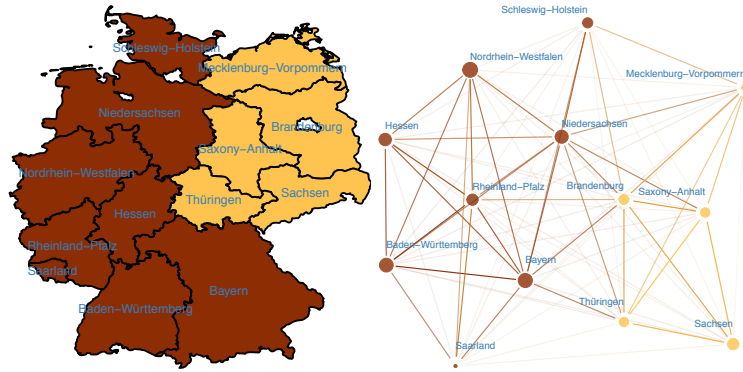 Schleswig−Holstein
Mecklenburg−Vorpommern
Niedersachsen
Brandenburg
Saxony−Anhalt
Nordrhein−Westfalen
Sachsen
Thüringen
Hessen
Rheinland−Pfalz
Saarland
Bayern
Baden−Württemberg
Schleswig−Holstein
Nordrhein−Westfalen
Mecklenburg−Vorpommern
Hessen
Niedersachsen
Rheinland−Pfalz
Brandenburg
Saxony−Anhalt
Baden−Württemberg
Bayern
Thüringen
Sachsen
Saarland